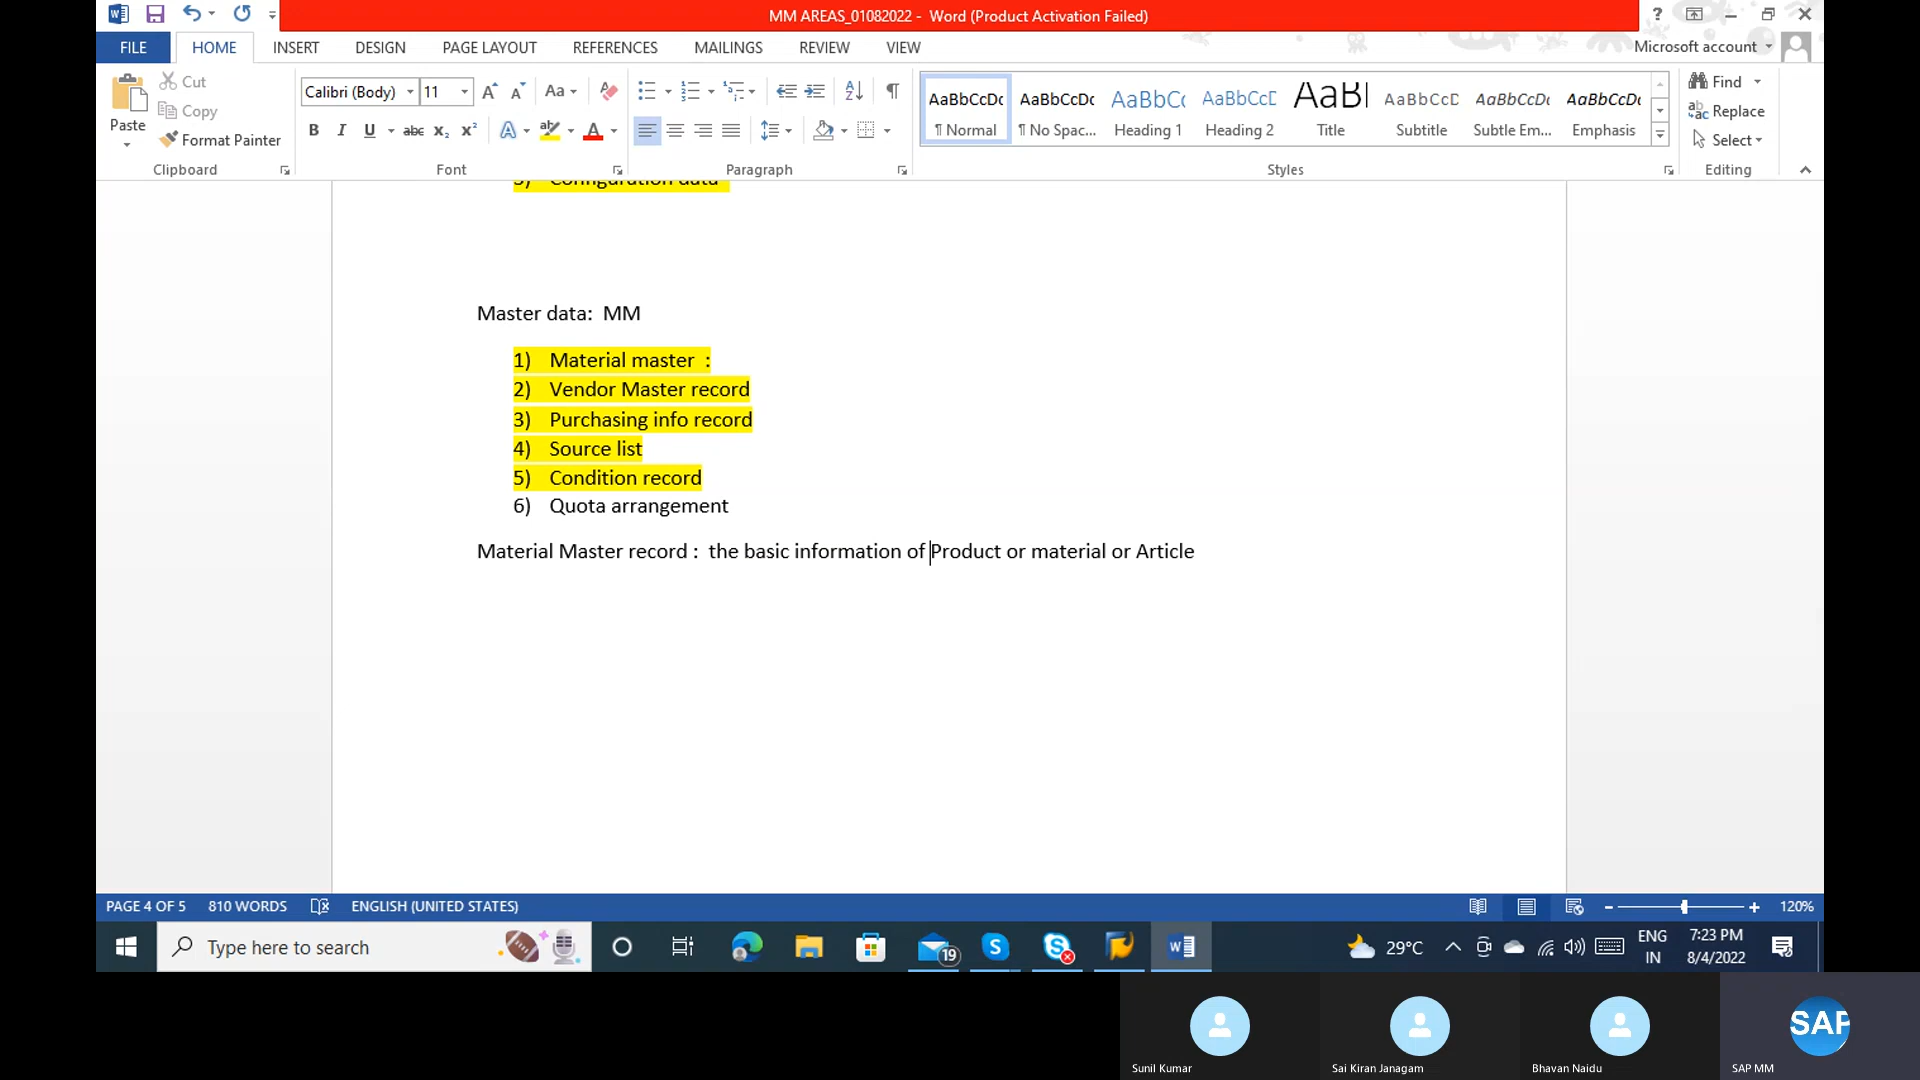 MM AREAS_01082022 - Word (Product Activation Failed)
FILE HOME INSERT DESIGN PAGE LAYOUT REFERENCES MAILINGS REVIEW VIEW Microsoft account
Paste Cut Copy Format Painter
Clipboard
Calibri (Body) 11
Font
Paragraph
AaBbCcDc AaBbCcDc AaBbC AaBbCcD AaBl AaBbCcD AaBbCcDc AaBbCcDc
¶ Normal ¶ No Spac... Heading 1 Heading 2 Title Subtitle Subtle Em... Emphasis
Styles
Find
Replace
Select
Editing
3) Configuration data
Master data: MM
1) Material master :
2) Vendor Master record
3) Purchasing info record
4) Source list
5) Condition record
6) Quota arrangement
Material Master record : the basic information of Product or material or Article
PAGE 4 OF 5 810 WORDS ENGLISH (UNITED STATES) 120%
Type here to search 19 29°C ENG IN 7:23 PM 8/4/2022
SAP
Sunil Kumar Sai Kiran Janagam Bhavan Naidu SAP MM